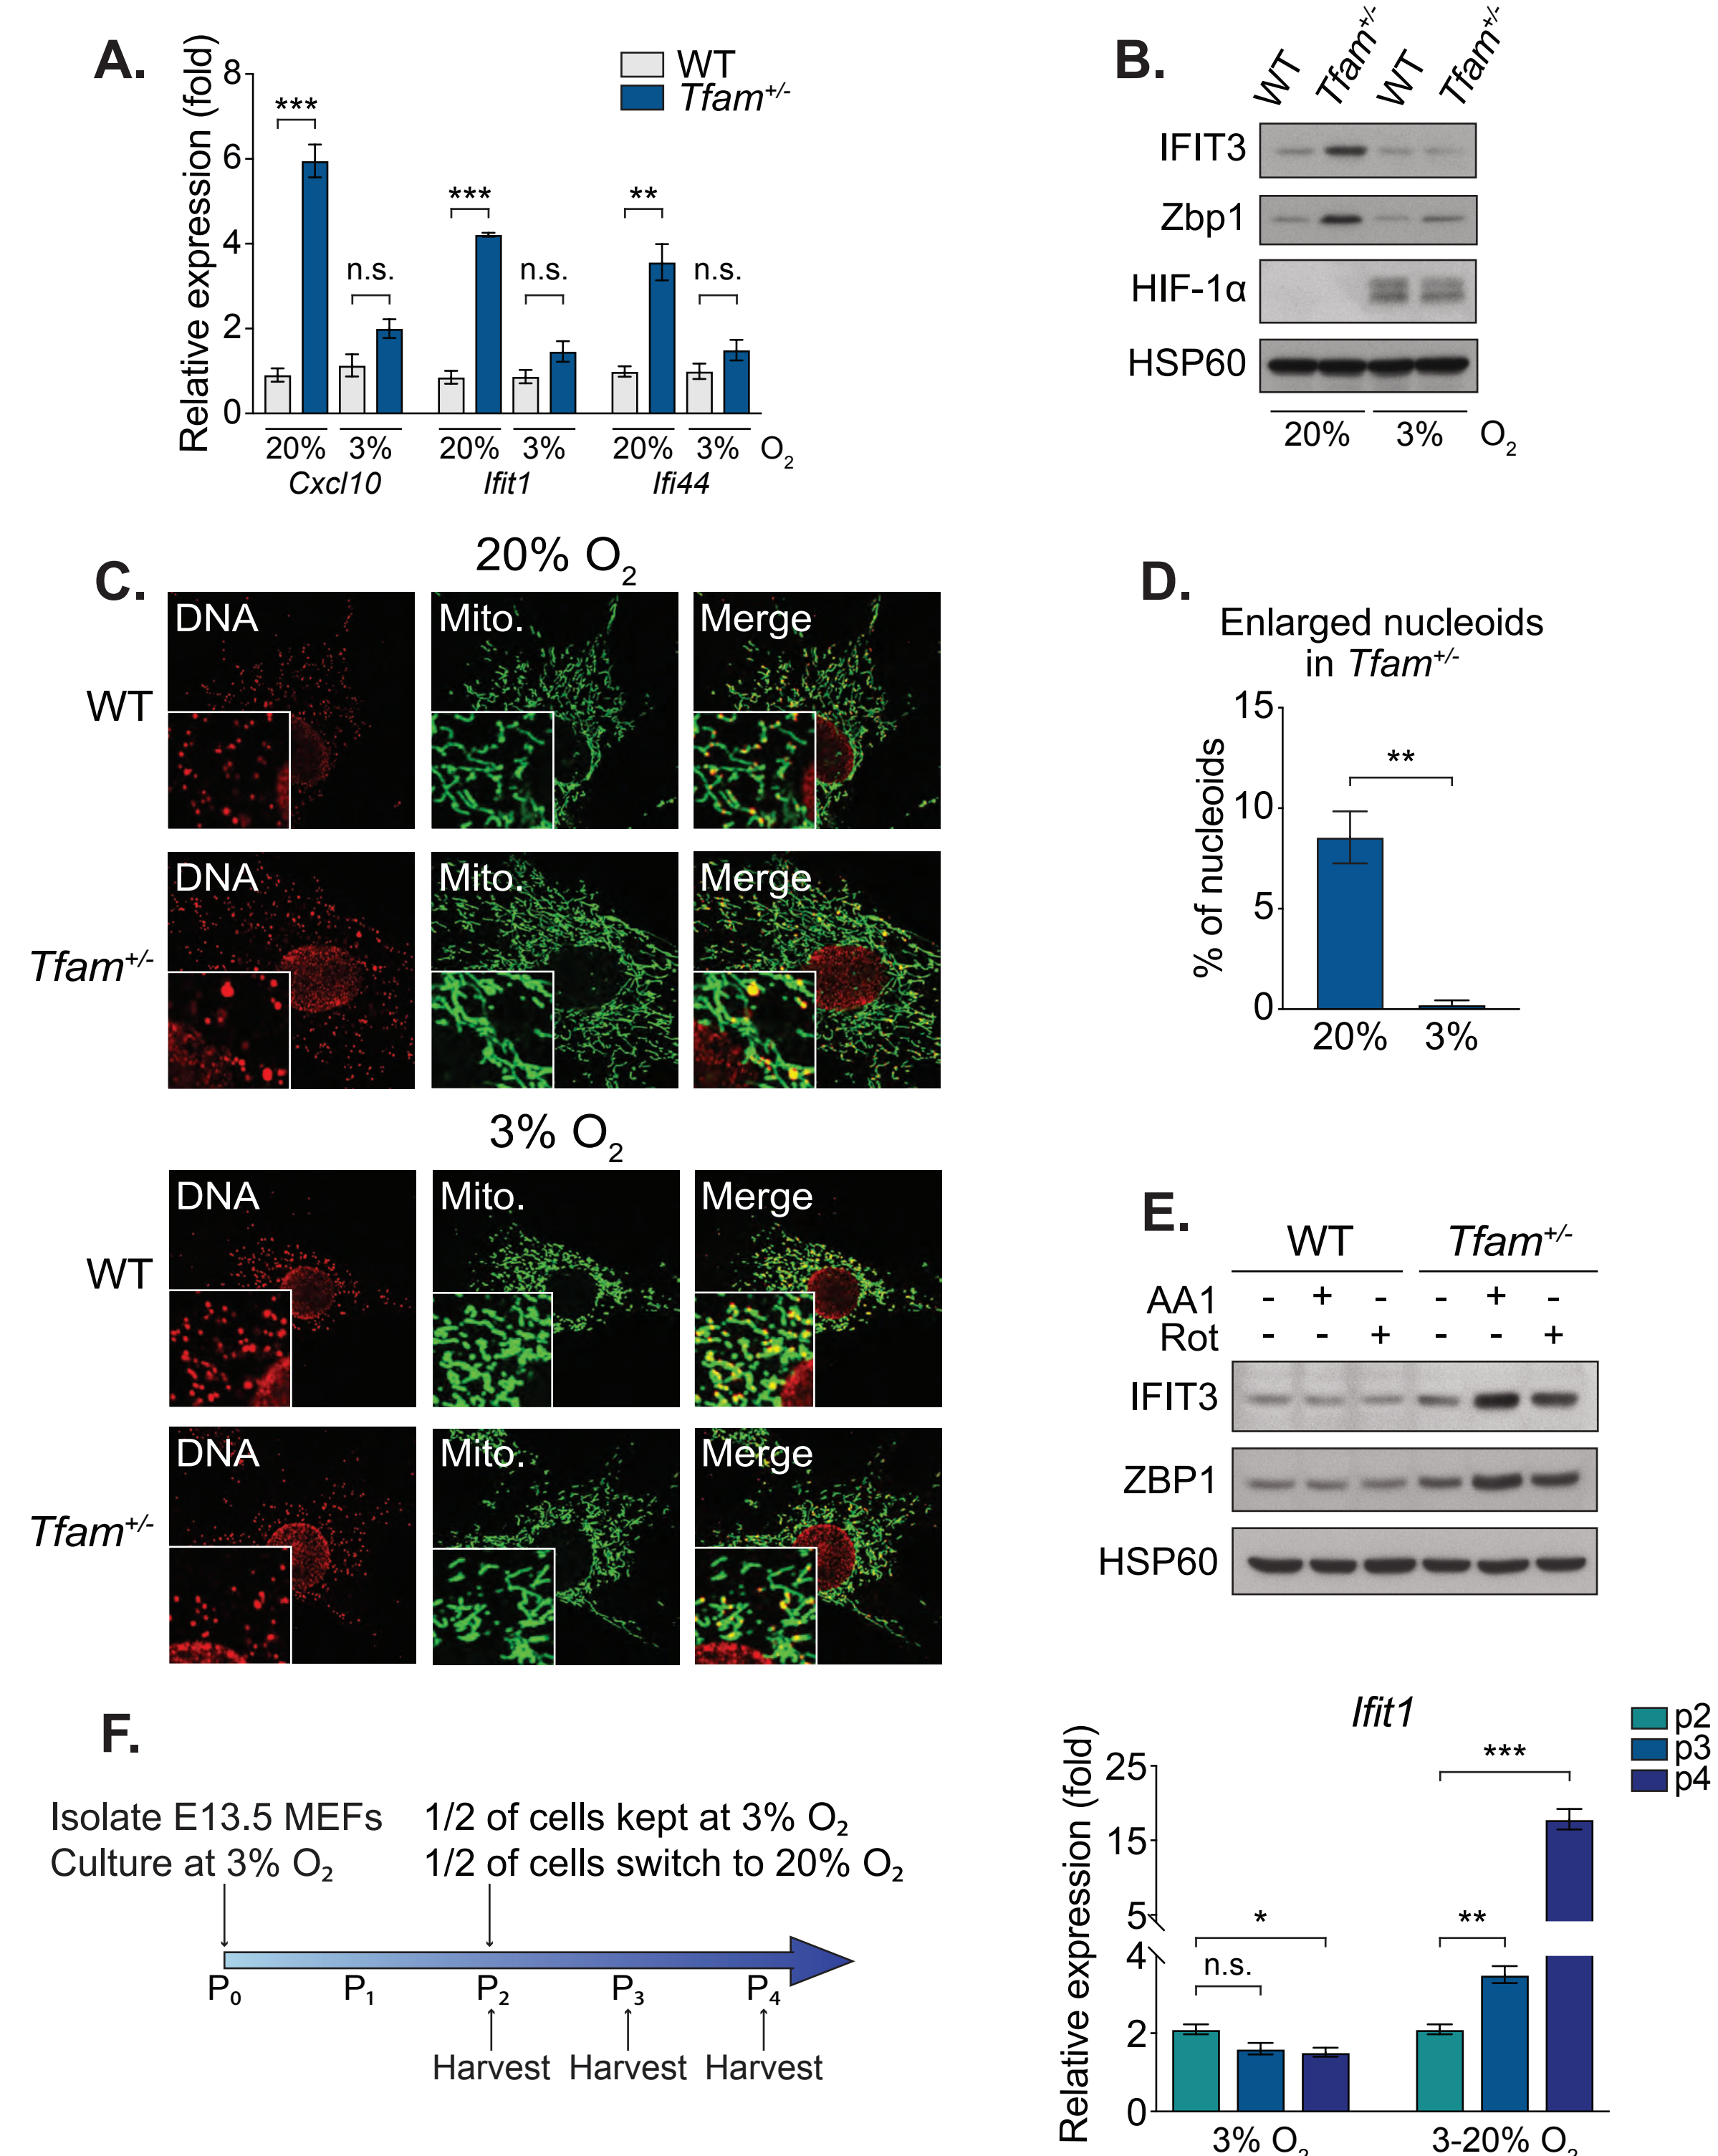 A.
Relative expression (fold)
8
6
4
2
0
WT
Tfam+/-
***
n.s.
***
n.s.
**
n.s.
20% 3% 20% 3% 20% 3% O2
Cxcl10 Ifit1 Ifi44
B.
WT Tfam+/- WT Tfam+/-
IFIT3
Zbp1
HIF-1α
HSP60
20% 3% O2
C.
20% O2
WT
DNA Mito. Merge
Tfam+/-
DNA Mito. Merge
3% O2
WT
DNA Mito. Merge
Tfam+/-
DNA Mito. Merge
D.
Enlarged nucleoids
in Tfam+/-
% of nucleoids
15
10
5
0
**
20% 3%
E.
WT Tfam+/-
AA1 - + - - + -
Rot - - + - - +
IFIT3
ZBP1
HSP60
F.
Isolate E13.5 MEFs
Culture at 3% O2
1/2 of cells kept at 3% O2
1/2 of cells switch to 20% O2
P0 P1 P2 P3 P4
Harvest Harvest Harvest
Ifit1
p2
p3
p4
Relative expression (fold)
25
15
5
4
2
0
*
n.s.
***
**
3% O2 3-20% O2